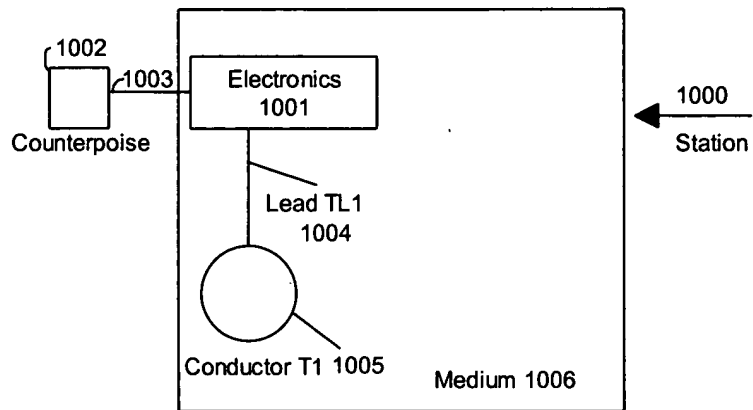 1002
1003
Counterpoise
Electronics
1001
1000
Station
Lead TL1
1004
Conductor T1 1005
Medium 1006